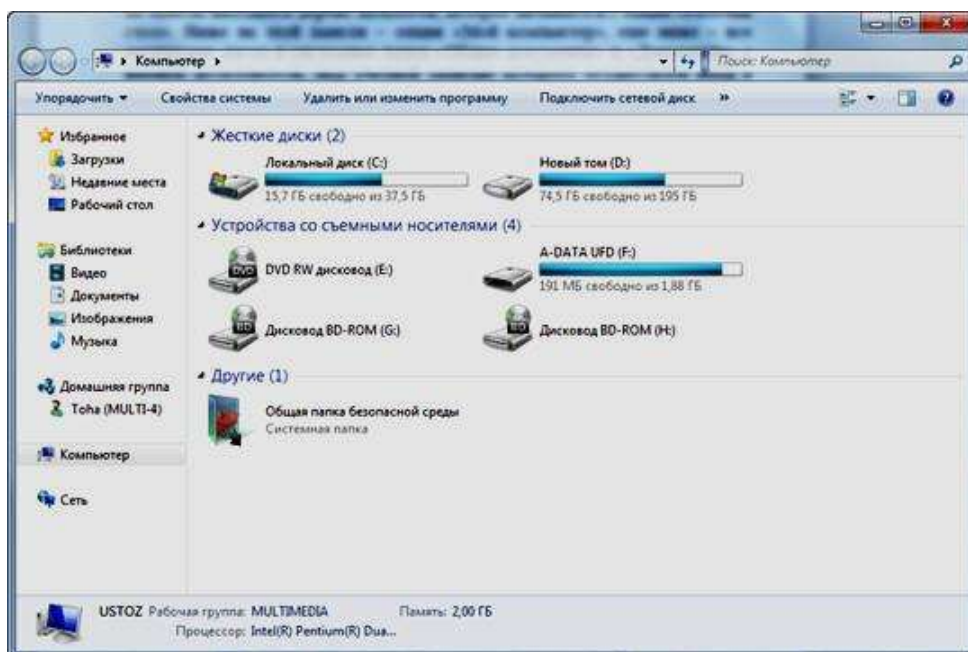 Компьютер
Поиск: Компьютер
Упорядочить
Свойства системы
Удалить или изменить программу
Подключить сетевой диск
»
Избранное
Загрузки
Недавние места
Рабочий стол
Библиотеки
Видео
Документы
Изображения
Музыка
Домашняя группа
Toha (MULTI-4)
Компьютер
Сеть
Жесткие диски (2)
Локальный диск (C:)
15,7 ГБ свободно из 37,5 ГБ
Новый том (D:)
74,5 ГБ свободно из 195 ГБ
Устройства со съемными носителями (4)
DVD
DVD RW дисковод (E:)
A-DATA UFD (F:)
191 МБ свободно из 1,88 ГБ
BD
Дисковод BD-ROM (G:)
BD
Дисковод BD-ROM (H:)
Другие (1)
Общая папка безопасной среды
Системная папка
USTOZ Рабочая группа: MULTIMEDIA Память: 2,00 ГБ
Процессор: Intel(R) Pentium(R) Dua...